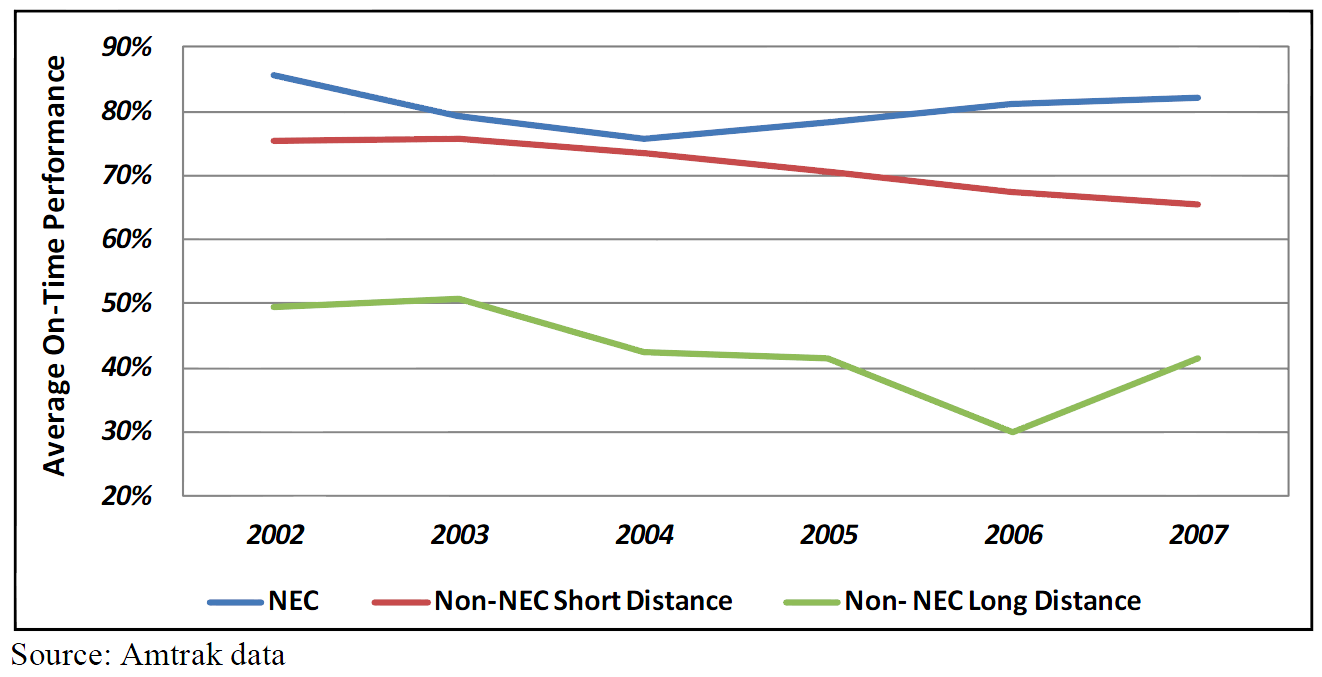 Average On-Time Performance
90%
80%
70%
60%
50%
40%
30%
20%
2002 2003 2004 2005 2006 2007
NEC Non-NEC Short Distance Non- NEC Long Distance
Source: Amtrak data